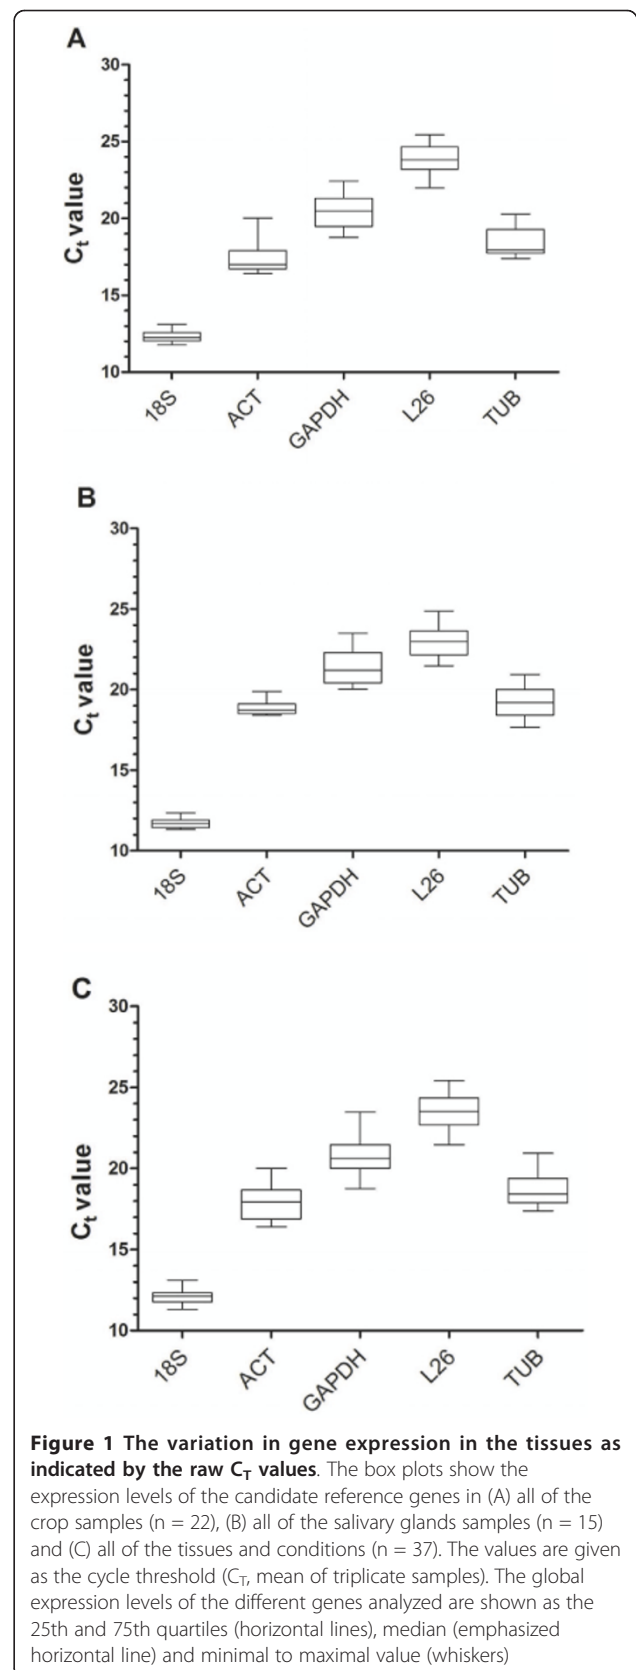 A
30
25
20
15
10
Ct value
18S
ACT
GAPDH
L26
TUB
B
30
25
20
15
10
Ct value
18S
ACT
GAPDH
L26
TUB
C
30
25
20
15
10
Ct value
18S
ACT
GAPDH
L26
TUB
Figure 1 The variation in gene expression in the tissues as
indicated by the raw CT values. The box plots show the
expression levels of the candidate reference genes in (A) all of the
crop samples (n = 22), (B) all of the salivary glands samples (n = 15)
and (C) all of the tissues and conditions (n = 37). The values are given
as the cycle threshold (CT, mean of triplicate samples). The global
expression levels of the different genes analyzed are shown as the
25th and 75th quartiles (horizontal lines), median (emphasized
horizontal line) and minimal to maximal value (whiskers)